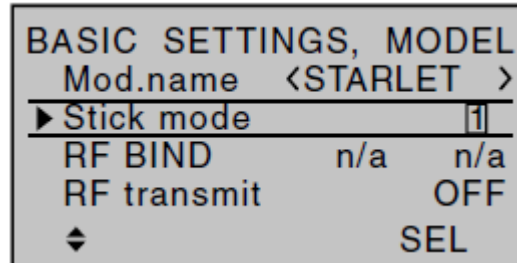 BASIC SETTINGS, MODEL
Mod.name <STARLET >
Stick mode 1
RF BIND n/a n/a
RF transmit OFF
SEL